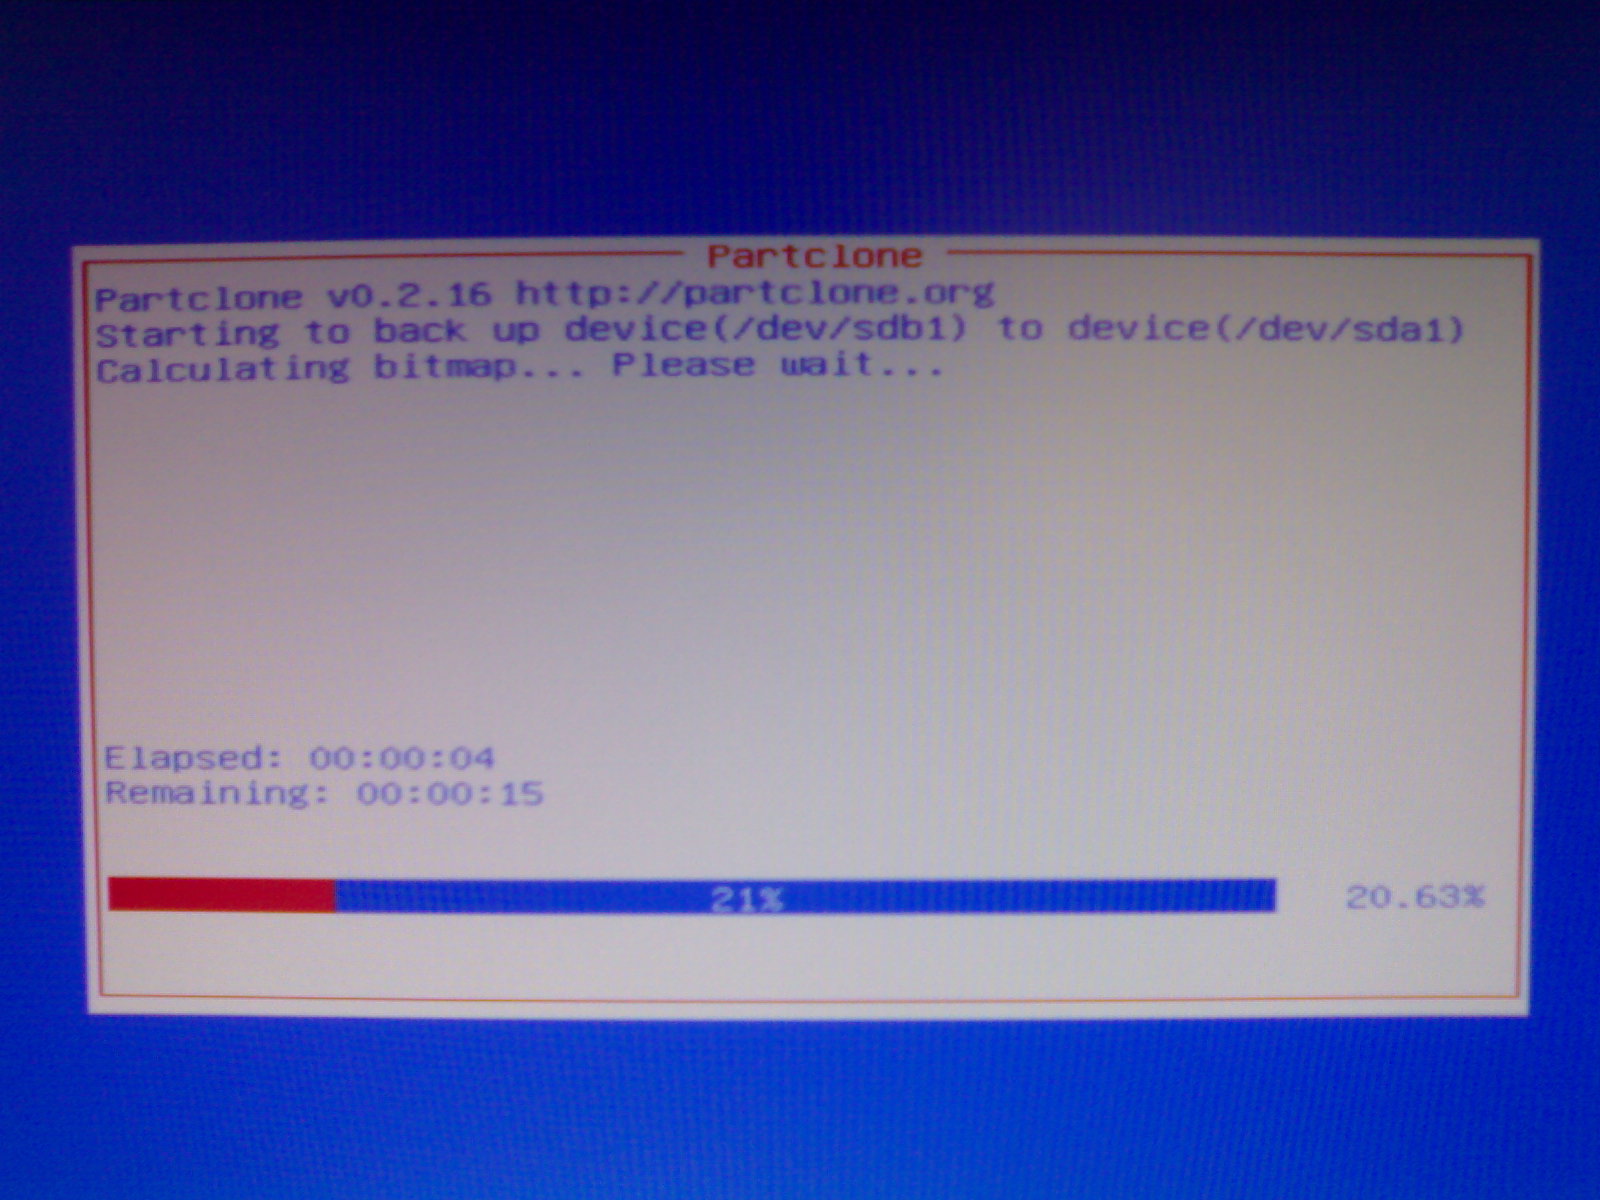 Partclone
Partclone v0.2.16 http://partclone.org
Starting to back up device(/dev/sdb1) to device(/dev/sda1)
Calculating bitmap... Please wait...
Elapsed: 00:00:04
Remaining: 00:00:15
21% 20.63%